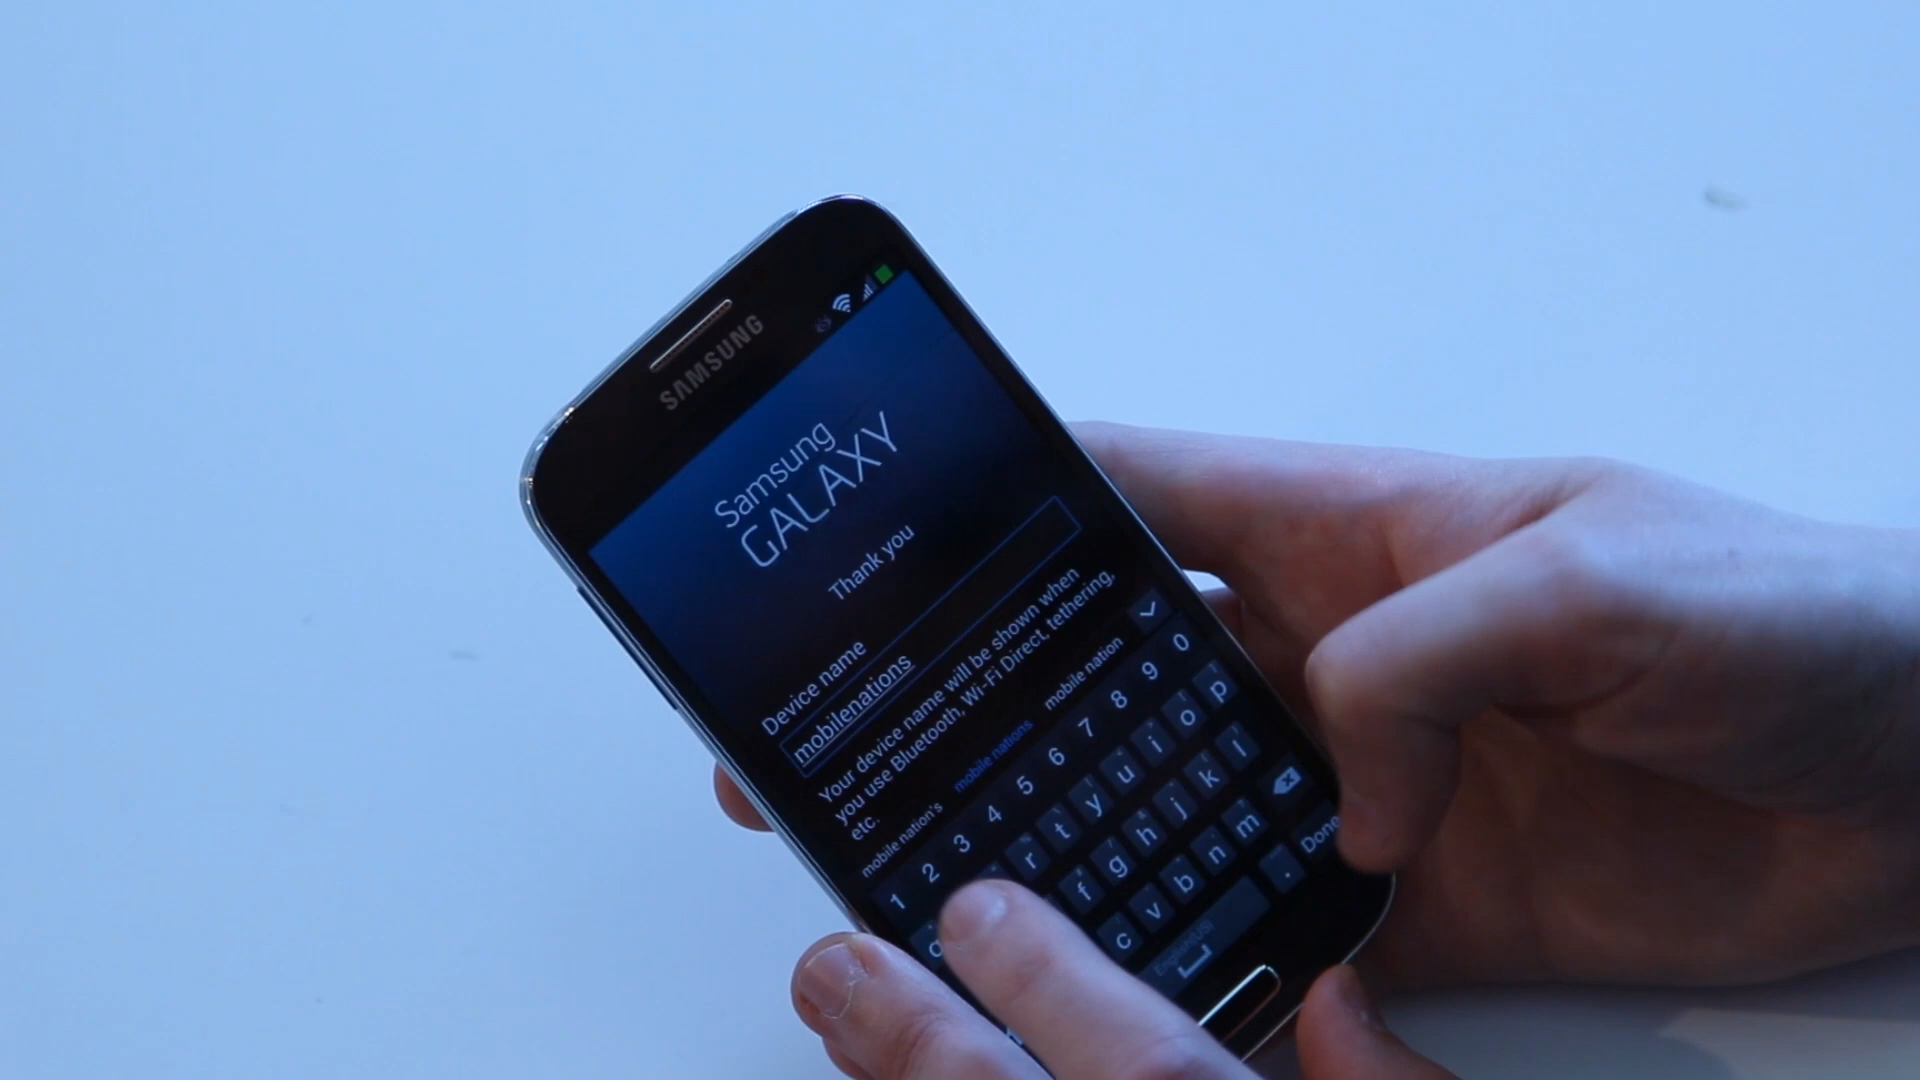 SAMSUNG
Samsung
GALAXY
Thank you
Device name
mobilenations
Your device name will be shown when
you use Bluetooth, Wi-Fi Direct, tethering,
etc.
mobile nation's mobile nations mobile nation
1 2 3 4 5 6 7 8 9 0
r t y u i o p
f g h j k l
c v b n m
English(US) . Done